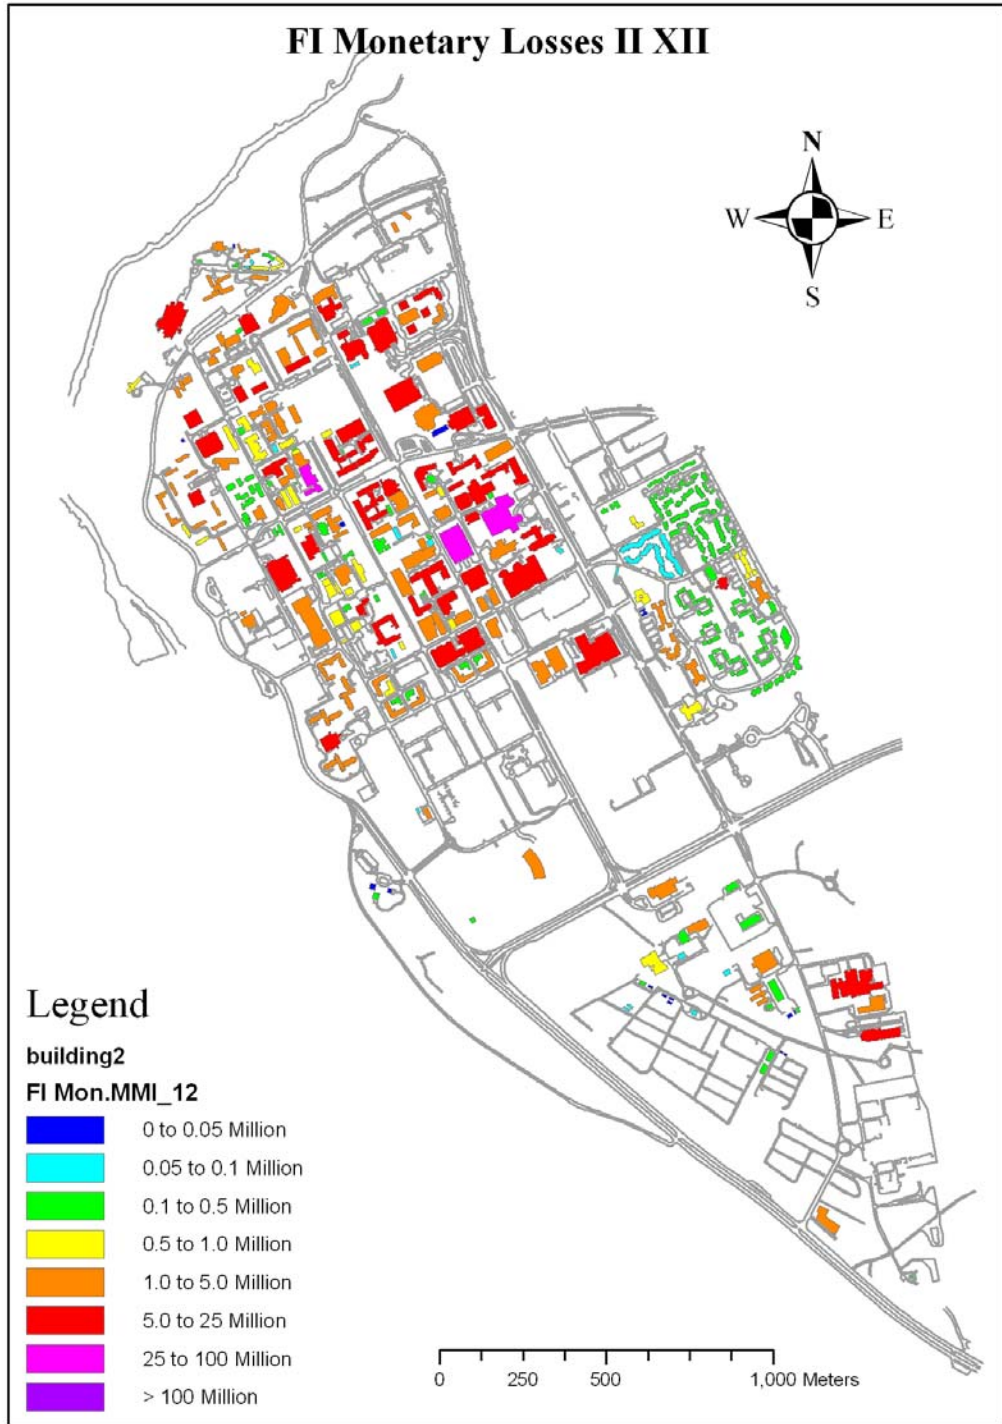 FI Monetary Losses II XII
N
W E
S
Legend
building2
FI Mon.MMI_12
0 to 0.05 Million
0.05 to 0.1 Million
0.1 to 0.5 Million
0.5 to 1.0 Million
1.0 to 5.0 Million
5.0 to 25 Million
25 to 100 Million
> 100 Million
0 250 500 1,000 Meters